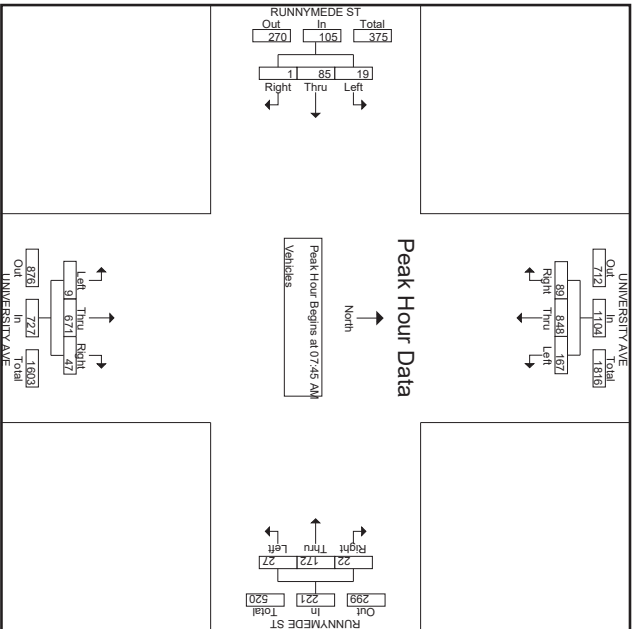 RUNNYMEDE ST
Out In Total
270 105 375
1 85 19
Right Thru Left
UNIVERSITY AVE
Out In Total
876 727 1603
Left Thru Right
9 671 47
Peak Hour Data
North
Peak Hour Begins at 07:45 AM
Vehicles
UNIVERSITY AVE
Out In Total
712 1104 1816
89 848 167
Right Thru Left
Left Thru Right
27 172 22
520 221 299
Total In Out
RUNNYMEDE ST